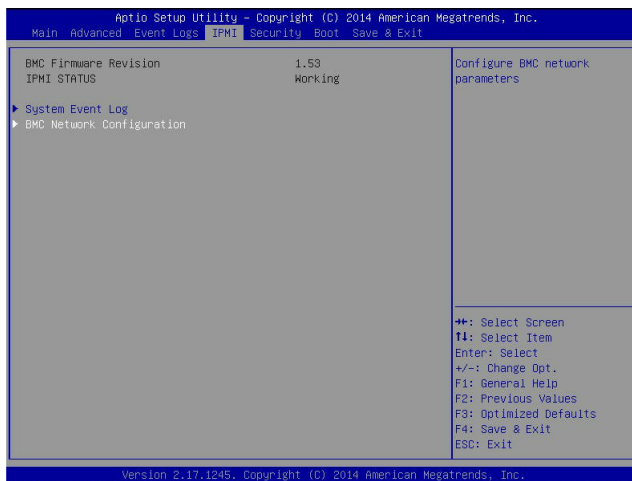 Aptio Setup Utility – Copyright (C) 2014 American Megatrends, Inc.
Main Advanced Event Logs IPMI Security Boot Save & Exit
BMC Firmware Revision 1.53
IPMI STATUS Working
▶ System Event Log
▶ BMC Network Configuration
Configure BMC network
parameters
→←: Select Screen
↑↓: Select Item
Enter: Select
+/-: Change Opt.
F1: General Help
F2: Previous Values
F3: Optimized Defaults
F4: Save & Exit
ESC: Exit
Version 2.17.1245. Copyright (C) 2014 American Megatrends, Inc.